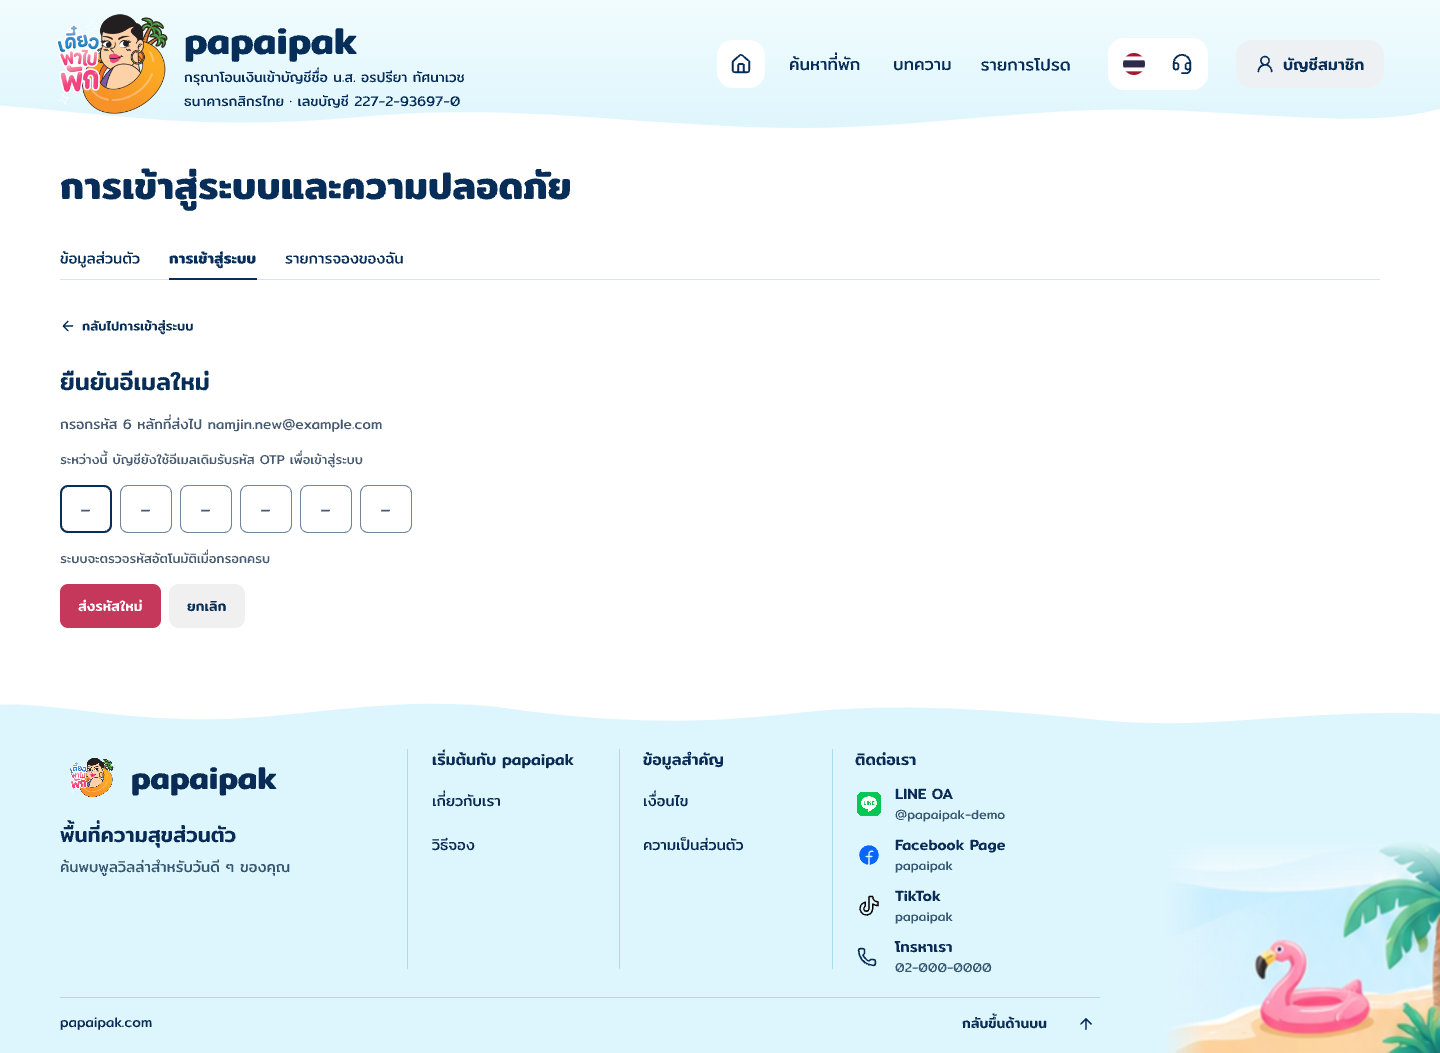 เดี๋ยว
พาไป
พัก
papaipak
กรุณาโอนเงินเข้าบัญชีชื่อ น.ส. อรปรียา ทัศนาเวช
ธนาคารกสิกรไทย · เลขบัญชี 227-2-93697-0
ค้นหาที่พัก
บทความ
รายการโปรด
บัญชีสมาชิก
การเข้าสู่ระบบและความปลอดภัย
ข้อมูลส่วนตัว
การเข้าสู่ระบบ
รายการจองของฉัน
กลับไปการเข้าสู่ระบบ
ยืนยันอีเมลใหม่
กรอกรหัส 6 หลักที่ส่งไป namjin.new@example.com
ระหว่างนี้ บัญชียังใช้อีเมลเดิมรับรหัส OTP เพื่อเข้าสู่ระบบ
– – – – – –
ระบบจะตรวจรหัสอัตโนมัติเมื่อกรอกครบ
ส่งรหัสใหม่
ยกเลิก
เดี๋ยว
พาไป
พัก
papaipak
พื้นที่ความสุขส่วนตัว
ค้นพบพูลวิลล่าสำหรับวันดี ๆ ของคุณ
เริ่มต้นกับ papaipak
เกี่ยวกับเรา
วิธีจอง
ข้อมูลสำคัญ
เงื่อนไข
ความเป็นส่วนตัว
ติดต่อเรา
LINE
LINE OA
@papaipak-demo
Facebook Page
papaipak
TikTok
papaipak
โทรหาเรา
02-000-0000
papaipak.com
กลับขึ้นด้านบน